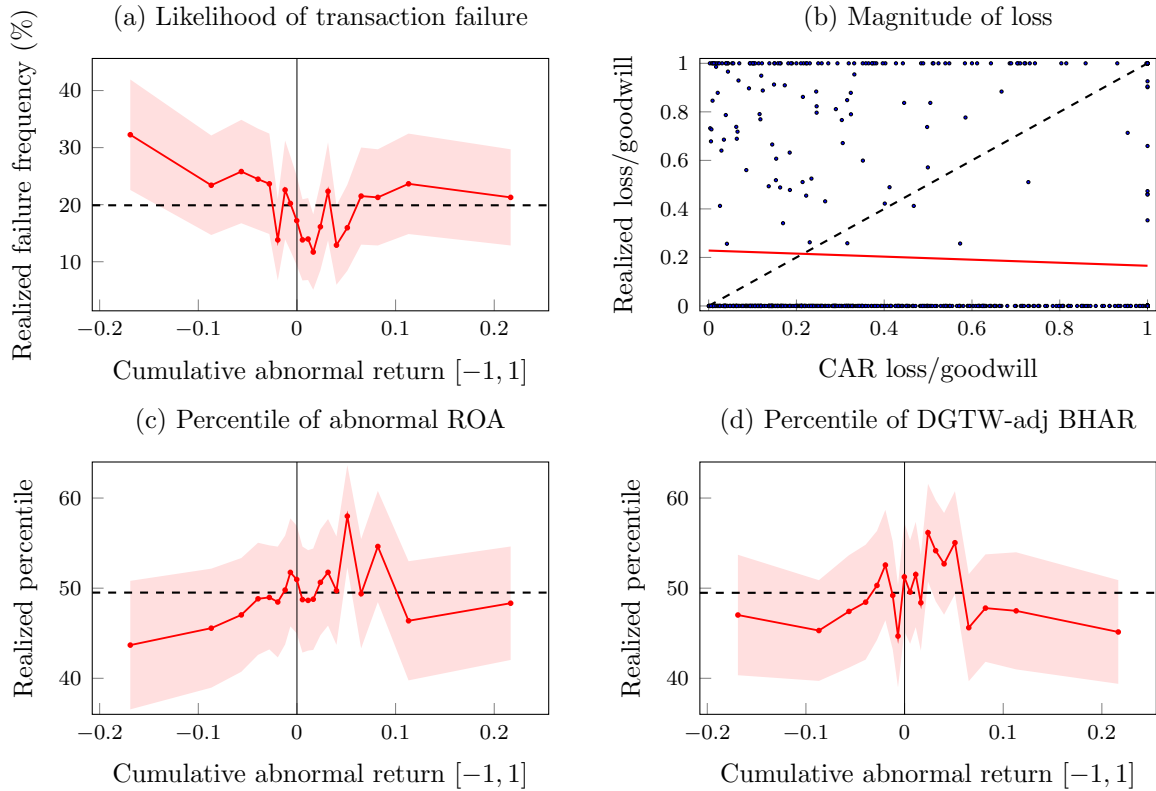 (a) Likelihood of transaction failure
Realized failure frequency (%)
40
30
20
10
−0.2 −0.1 0 0.1 0.2
Cumulative abnormal return [−1, 1]
(b) Magnitude of loss
Realized loss/goodwill
1
0.8
0.6
0.4
0.2
0
0 0.2 0.4 0.6 0.8 1
CAR loss/goodwill
(c) Percentile of abnormal ROA
Realized percentile
60
50
40
−0.2 −0.1 0 0.1 0.2
Cumulative abnormal return [−1, 1]
(d) Percentile of DGTW-adj BHAR
Realized percentile
60
50
40
−0.2 −0.1 0 0.1 0.2
Cumulative abnormal return [−1, 1]